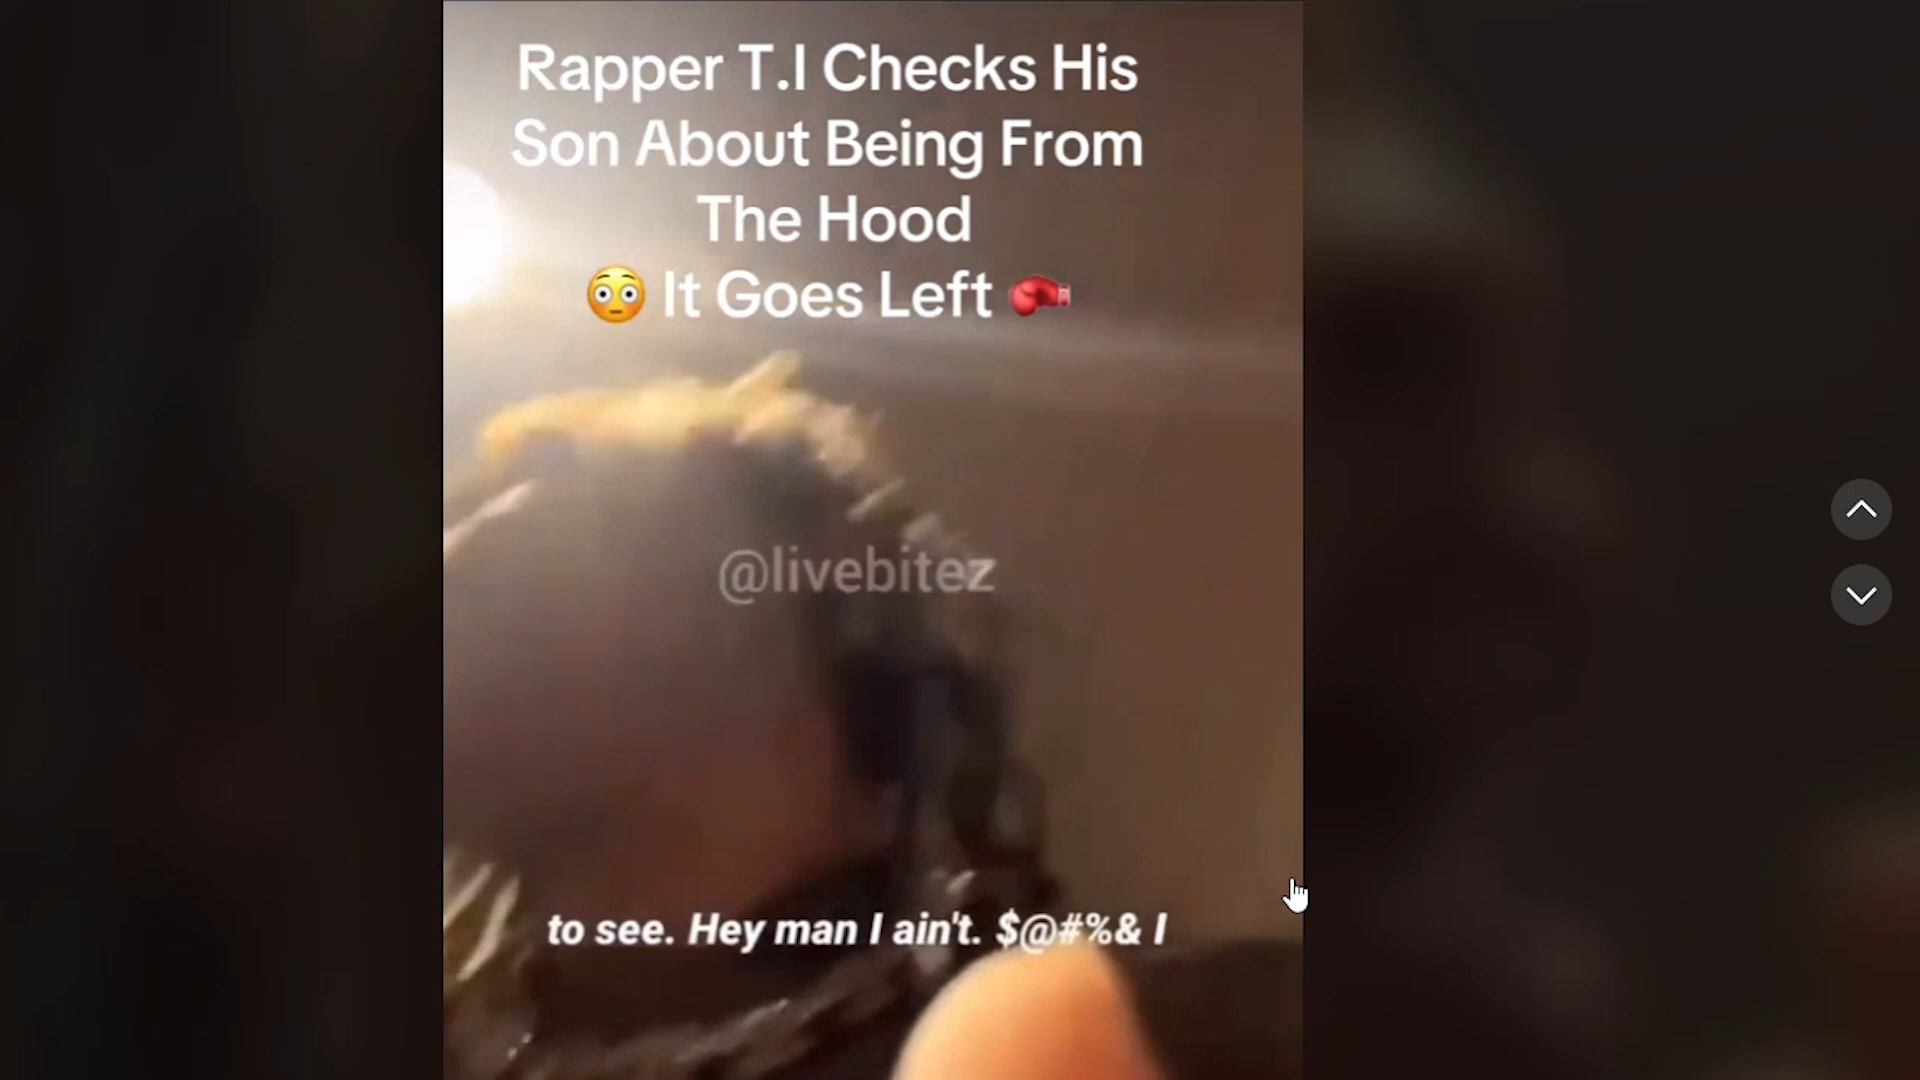 Rapper T.I Checks His
Son About Being From
The Hood
😳 It Goes Left 🥊
@livebitez
to see. Hey man I ain't. $@#%& I